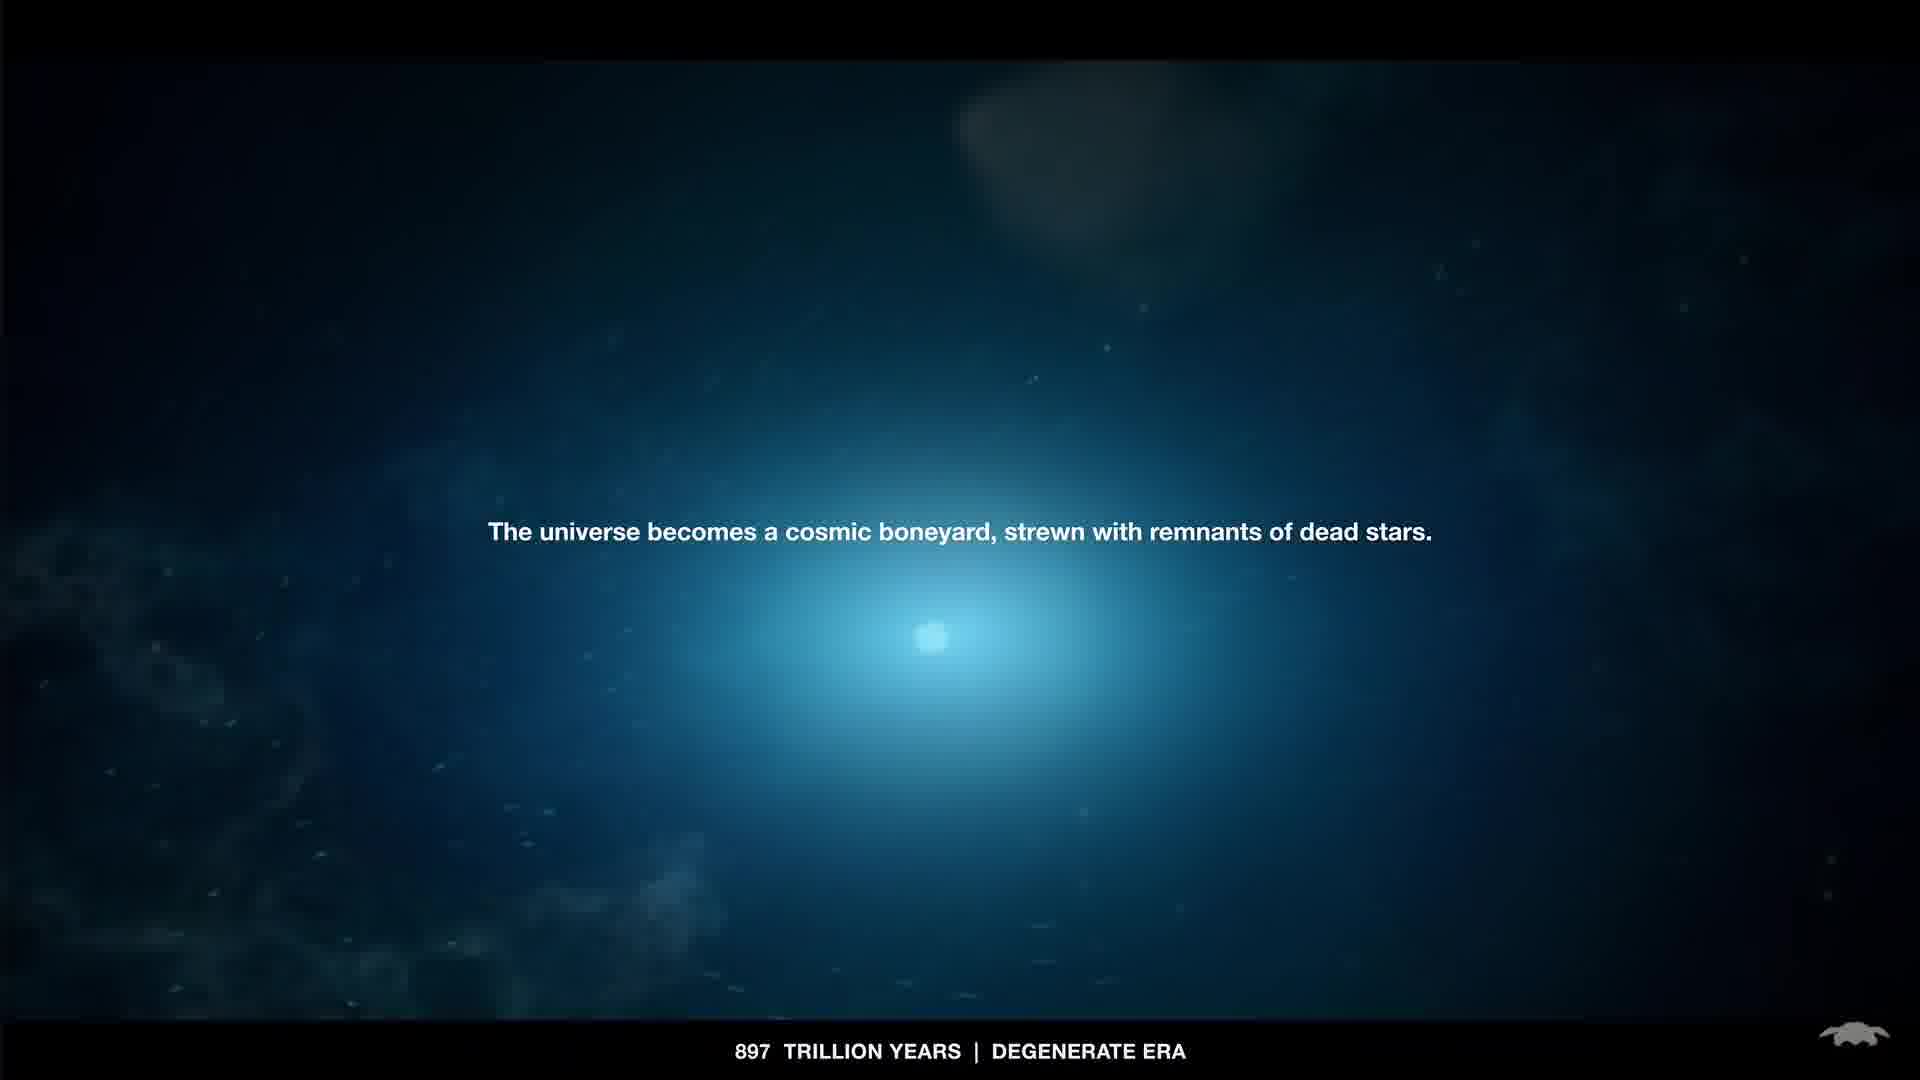 The universe becomes a cosmic boneyard, strewn with remnants of dead stars.
897 TRILLION YEARS | DEGENERATE ERA